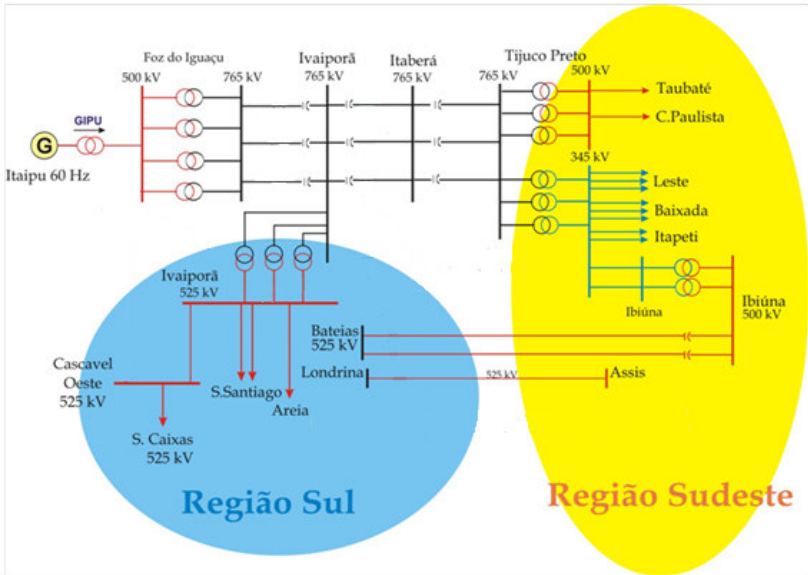 Foz do Iguaçu
500 kV
765 kV
Ivaiporã
765 kV
Itaberá
765 kV
Tijuco Preto
765 kV
500 kV
Taubaté
C.Paulista
GIPU
G
Itaipu 60 Hz
345 kV
Leste
Baixada
Itapeti
Ivaiporã
525 kV
Ibiúna
Ibiúna
500 kV
Bateias
525 kV
Londrina
525 kV
Assis
Cascavel
Oeste
525 kV
S.Santiago
Areia
S. Caixas
525 kV
Região Sul
Região Sudeste